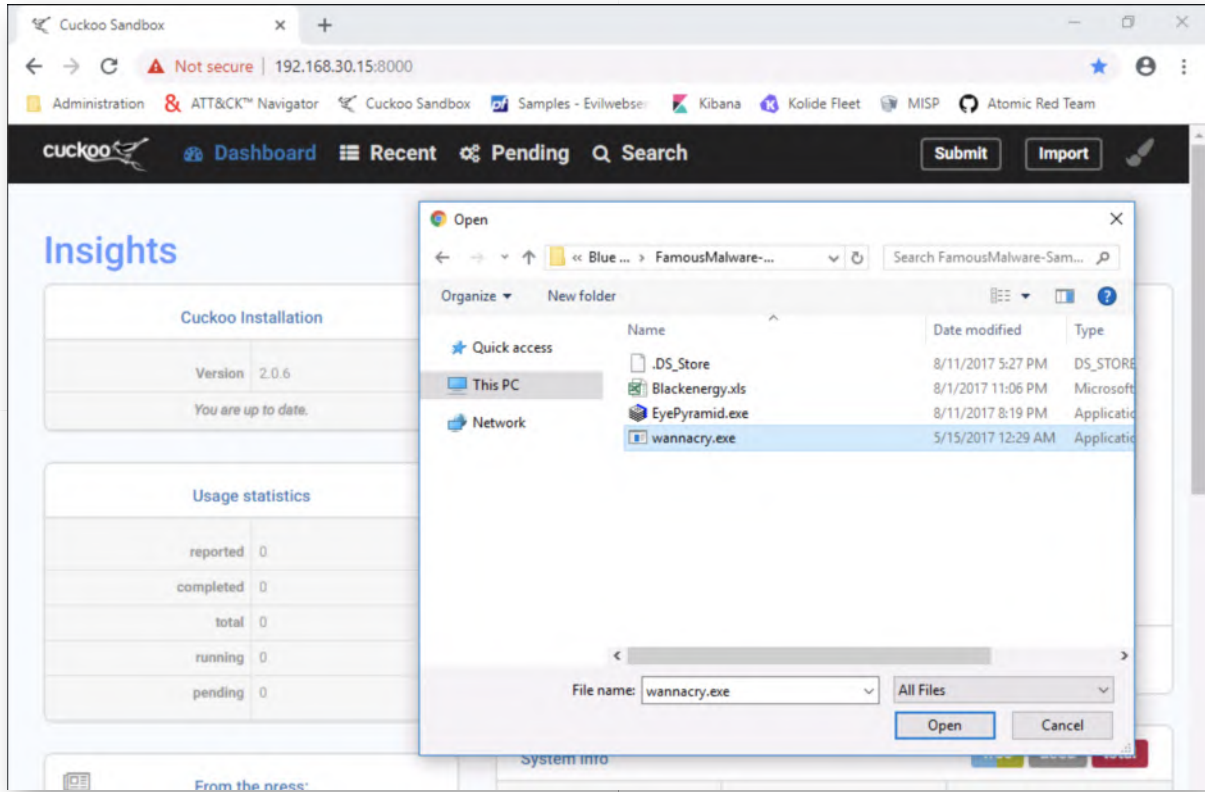 Cuckoo Sandbox
Not secure | 192.168.30.15:8000
Administration ATT&CK™ Navigator Cuckoo Sandbox Samples - Evilwebser Kibana Kolide Fleet MISP Atomic Red Team
cuckoo Dashboard Recent Pending Search Submit Import
Insights
Cuckoo Installation
Version 2.0.6
You are up to date.
Usage statistics
reported 0
completed 0
total 0
running 0
pending 0
From the press:
Open
« Blue ... › FamousMalware-...
Search FamousMalware-Sam...
Organize New folder
Quick access
This PC
Network
Name Date modified Type
.DS_Store 8/11/2017 5:27 PM DS_STORE
Blackenergy.xls 8/1/2017 11:06 PM Microsoft
EyePyramid.exe 8/11/2017 8:19 PM Applicatic
wannacry.exe 5/15/2017 12:29 AM Applicatic
File name: wannacry.exe All Files
Open Cancel
System info